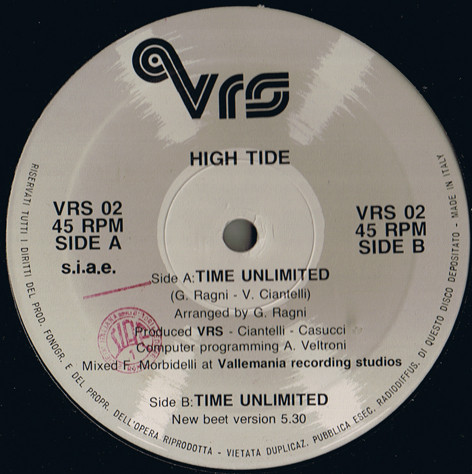 Vrs
HIGH TIDE
VRS 02
45 RPM
SIDE A
s.i.a.e.
VRS 02
45 RPM
SIDE B
Side A: TIME UNLIMITED
(G. Ragni - V. Ciantelli)
Arranged by G. Ragni
Produced VRS - Ciantelli - Casucci
Computer programming A. Veltroni
Mixed F. Morbidelli at Vallemania recording studios
Side B: TIME UNLIMITED
New beet version 5.30
RISERVATI TUTTI I DIRITTI DEL PROD. FONOGR. E DEL PROPR. DELL'OPERA RIPRODOTTA - VIETATA DUPLICAZ. PUBBLICA ESEC. RADIODIFFUS. DI QUESTO DISCO DEPOSITATO - MADE IN ITALY